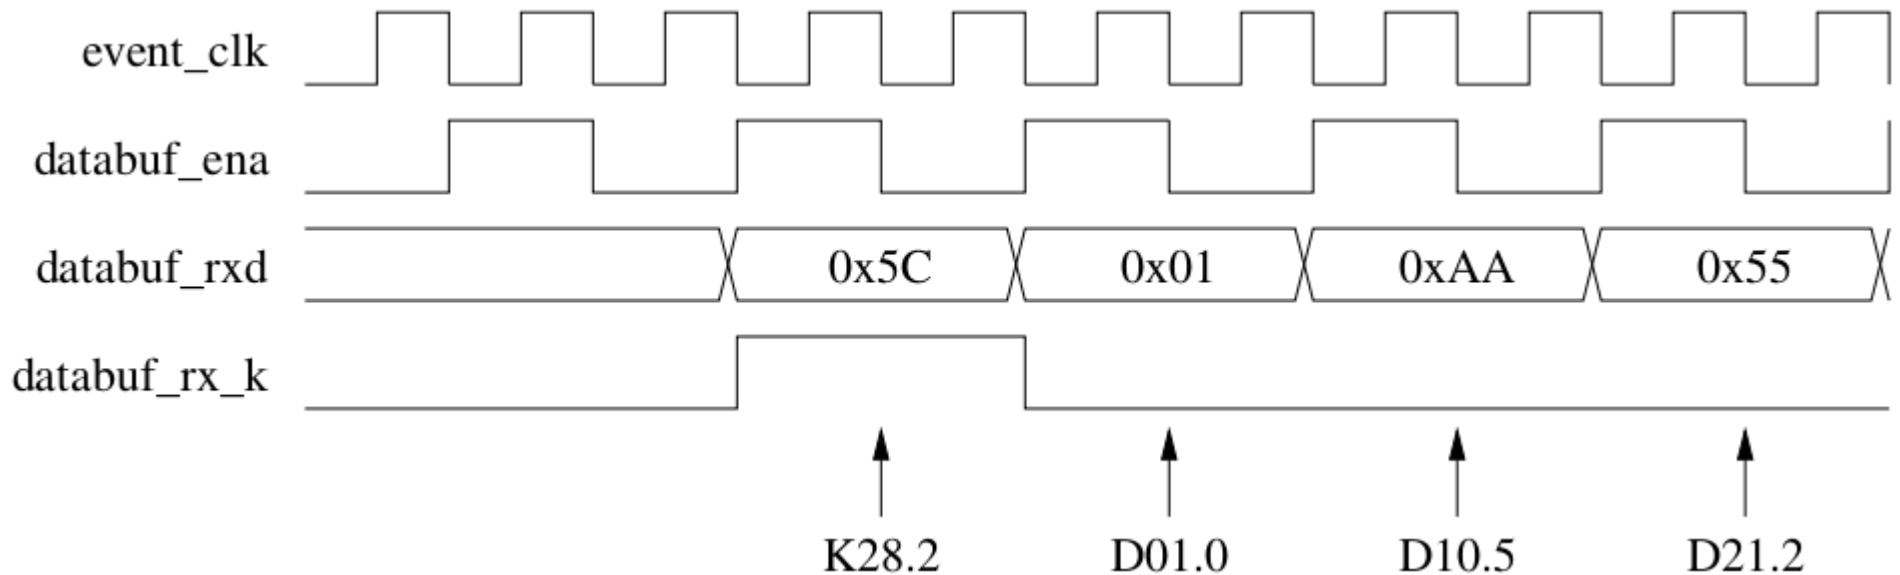 event_clk
databuf_ena
databuf_rxd 0x5C 0x01 0xAA 0x55
databuf_rx_k
K28.2 D01.0 D10.5 D21.2